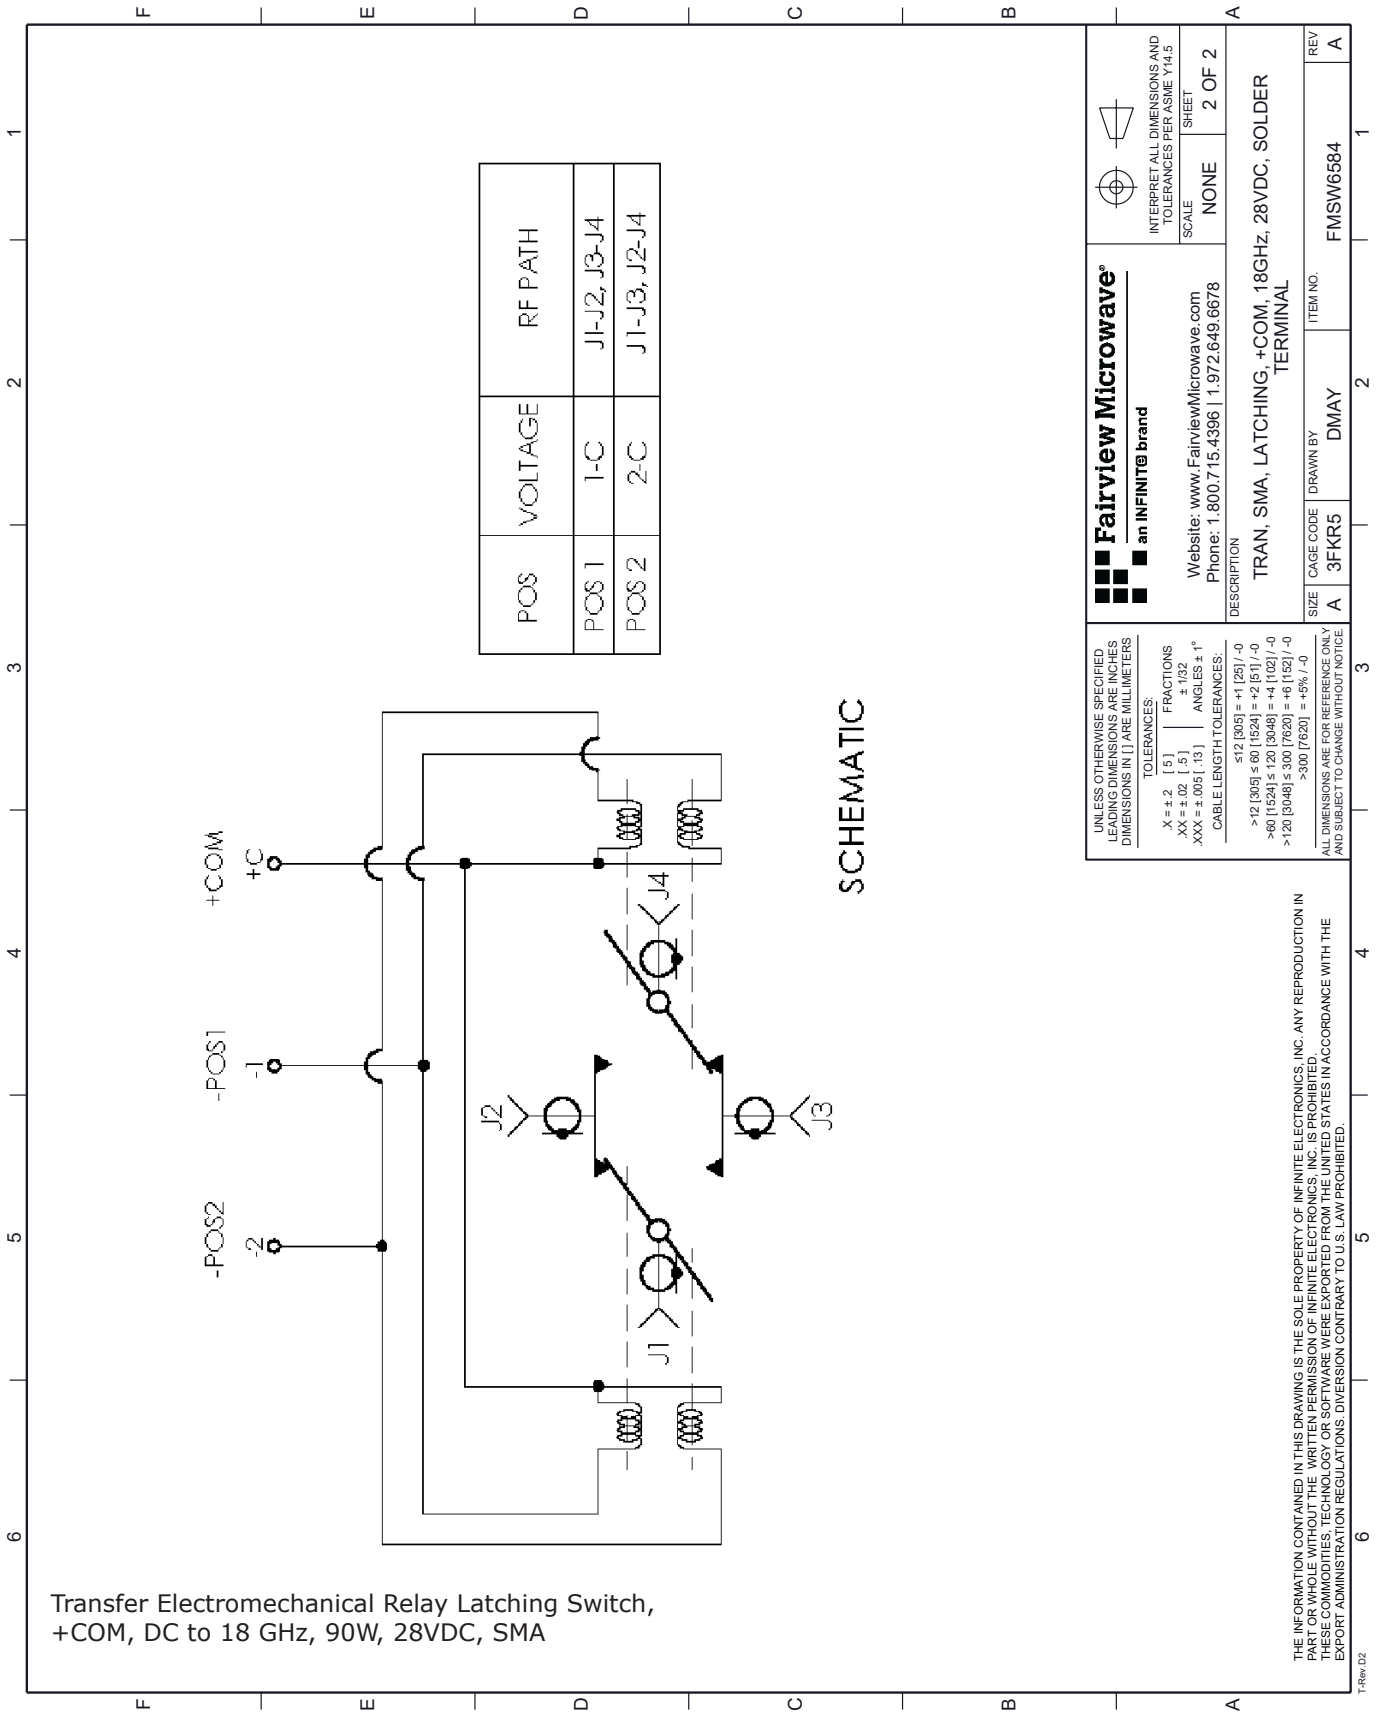 Transfer Electromechanical Relay Latching Switch,
+COM, DC to 18 GHz, 90W, 28VDC, SMA
6
5
4
3
2
1
F
E
D
C
B
A
-POS2
-2
-POS1
-1
+COM
+C
J2
J1
J4
J3
SCHEMATIC
POS VOLTAGE RF PATH
POS 1 1-C J1-J2, J3-J4
POS 2 2-C J1-J3, J2-J4
UNLESS OTHERWISE SPECIFIED
LEADING DIMENSIONS ARE INCHES
DIMENSIONS IN [ ] ARE MILLIMETERS
TOLERANCES:
.X = ± .2 [ 5 ] FRACTIONS
.XX = ± .02 [ .5 ] ± 1/32
.XXX = ± .005 [ .13 ] ANGLES ± 1°
CABLE LENGTH TOLERANCES:
≤12 [305] = +1 [25] / -0
>12 [305] ≤ 60 [1524] = +2 [51] / -0
>60 [1524] ≤ 120 [3048] = +4 [102] / -0
>120 [3048] ≤ 300 [7620] = +6 [152] / -0
>300 [7620] = +5% / -0
ALL DIMENSIONS ARE FOR REFERENCE ONLY
AND SUBJECT TO CHANGE WITHOUT NOTICE.
Fairview Microwave®
an INFINIT® brand
Website: www.FairviewMicrowave.com
Phone: 1.800.715.4396 | 1.972.649.6678
INTERPRET ALL DIMENSIONS AND
TOLERANCES PER ASME Y14.5
SCALE
NONE
SHEET
2 OF 2
DESCRIPTION
TRAN, SMA, LATCHING, +COM, 18GHz, 28VDC, SOLDER
TERMINAL
SIZE
A
CAGE CODE
3FKR5
DRAWN BY
DMAY
ITEM NO.
FMSW6584
REV
A
THE INFORMATION CONTAINED IN THIS DRAWING IS THE SOLE PROPERTY OF INFINITE ELECTRONICS, INC. ANY REPRODUCTION IN
PART OR WHOLE WITHOUT THE WRITTEN PERMISSION OF INFINITE ELECTRONICS, INC. IS PROHIBITED.
THESE COMMODITIES, TECHNOLOGY OR SOFTWARE WERE EXPORTED FROM THE UNITED STATES IN ACCORDANCE WITH THE
EXPORT ADMINISTRATION REGULATIONS. DIVERSION CONTRARY TO U.S. LAW PROHIBITED.
T-Rev.D2
6
5
4
3
2
1
F
E
D
C
B
A